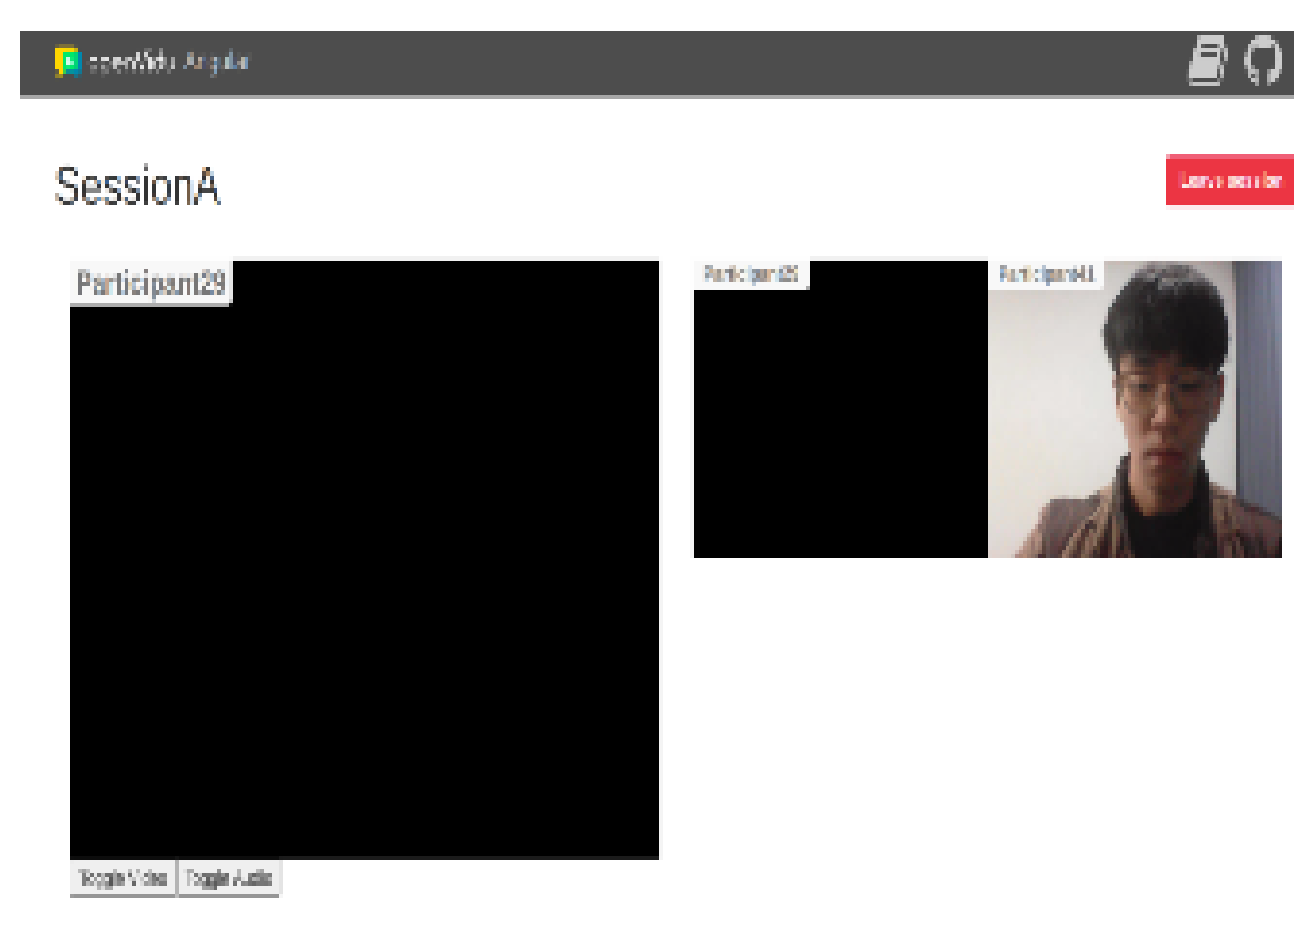 openVidu Angular
SessionA
Leave session
Participant29
Participant29
Participant41
Toggle Video
Toggle Audio